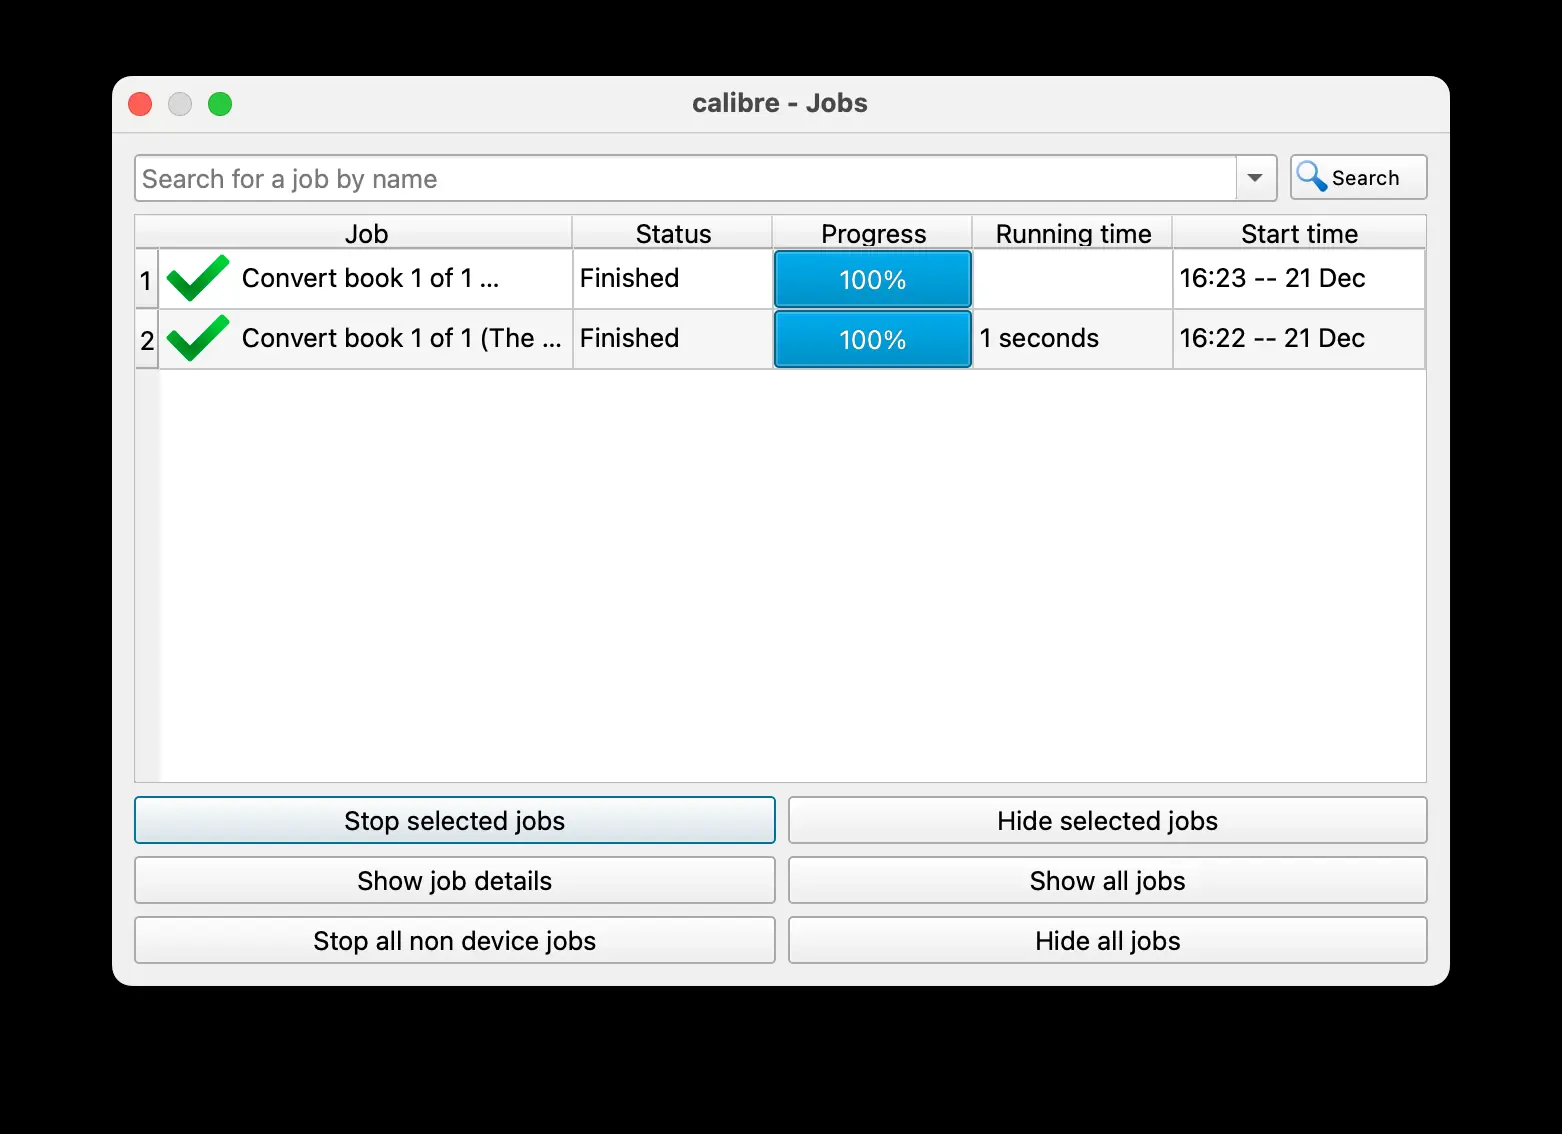 calibre - Jobs
Search for a job by name
Search
Job Status Progress Running time Start time
1 Convert book 1 of 1 ... Finished 100% 16:23 -- 21 Dec
2 Convert book 1 of 1 (The ... Finished 100% 1 seconds 16:22 -- 21 Dec
Stop selected jobs Hide selected jobs
Show job details Show all jobs
Stop all non device jobs Hide all jobs